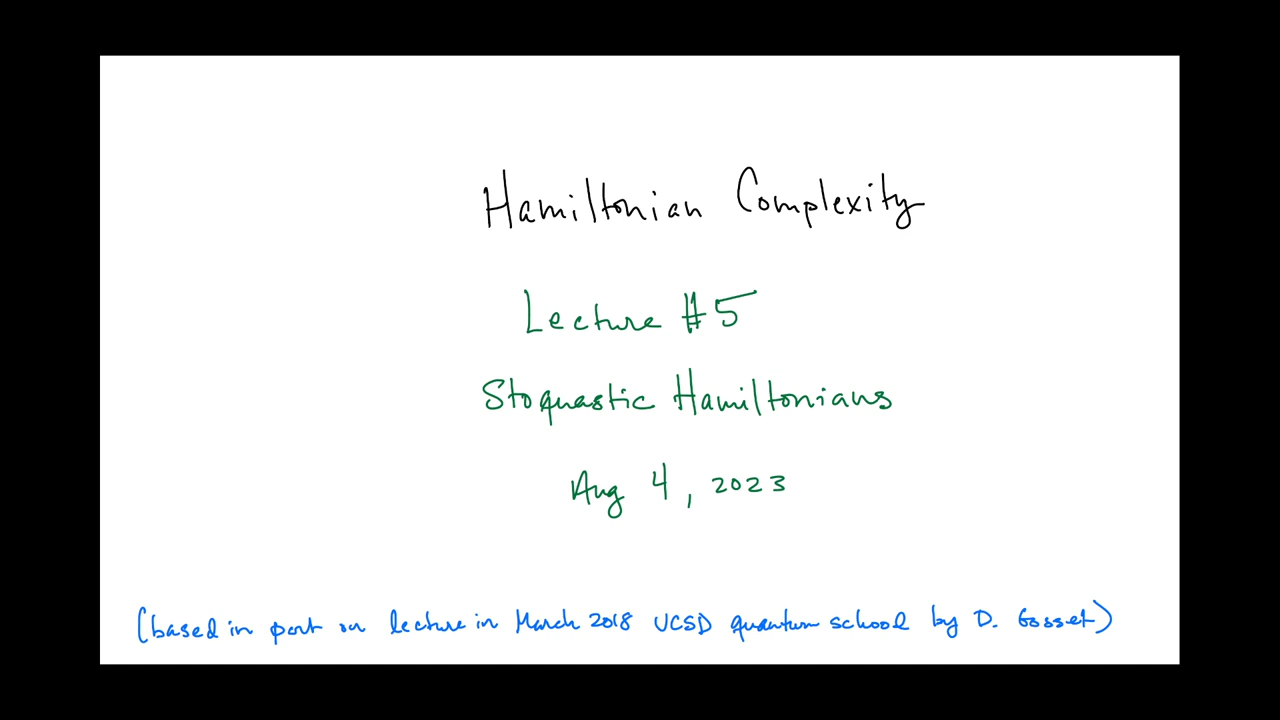 Hamiltonian Complexity
Lecture #5
Stoquastic Hamiltonians
Aug 4, 2023
(based in part on lecture in March 2018 UCSD quantum school by D. Gosset)